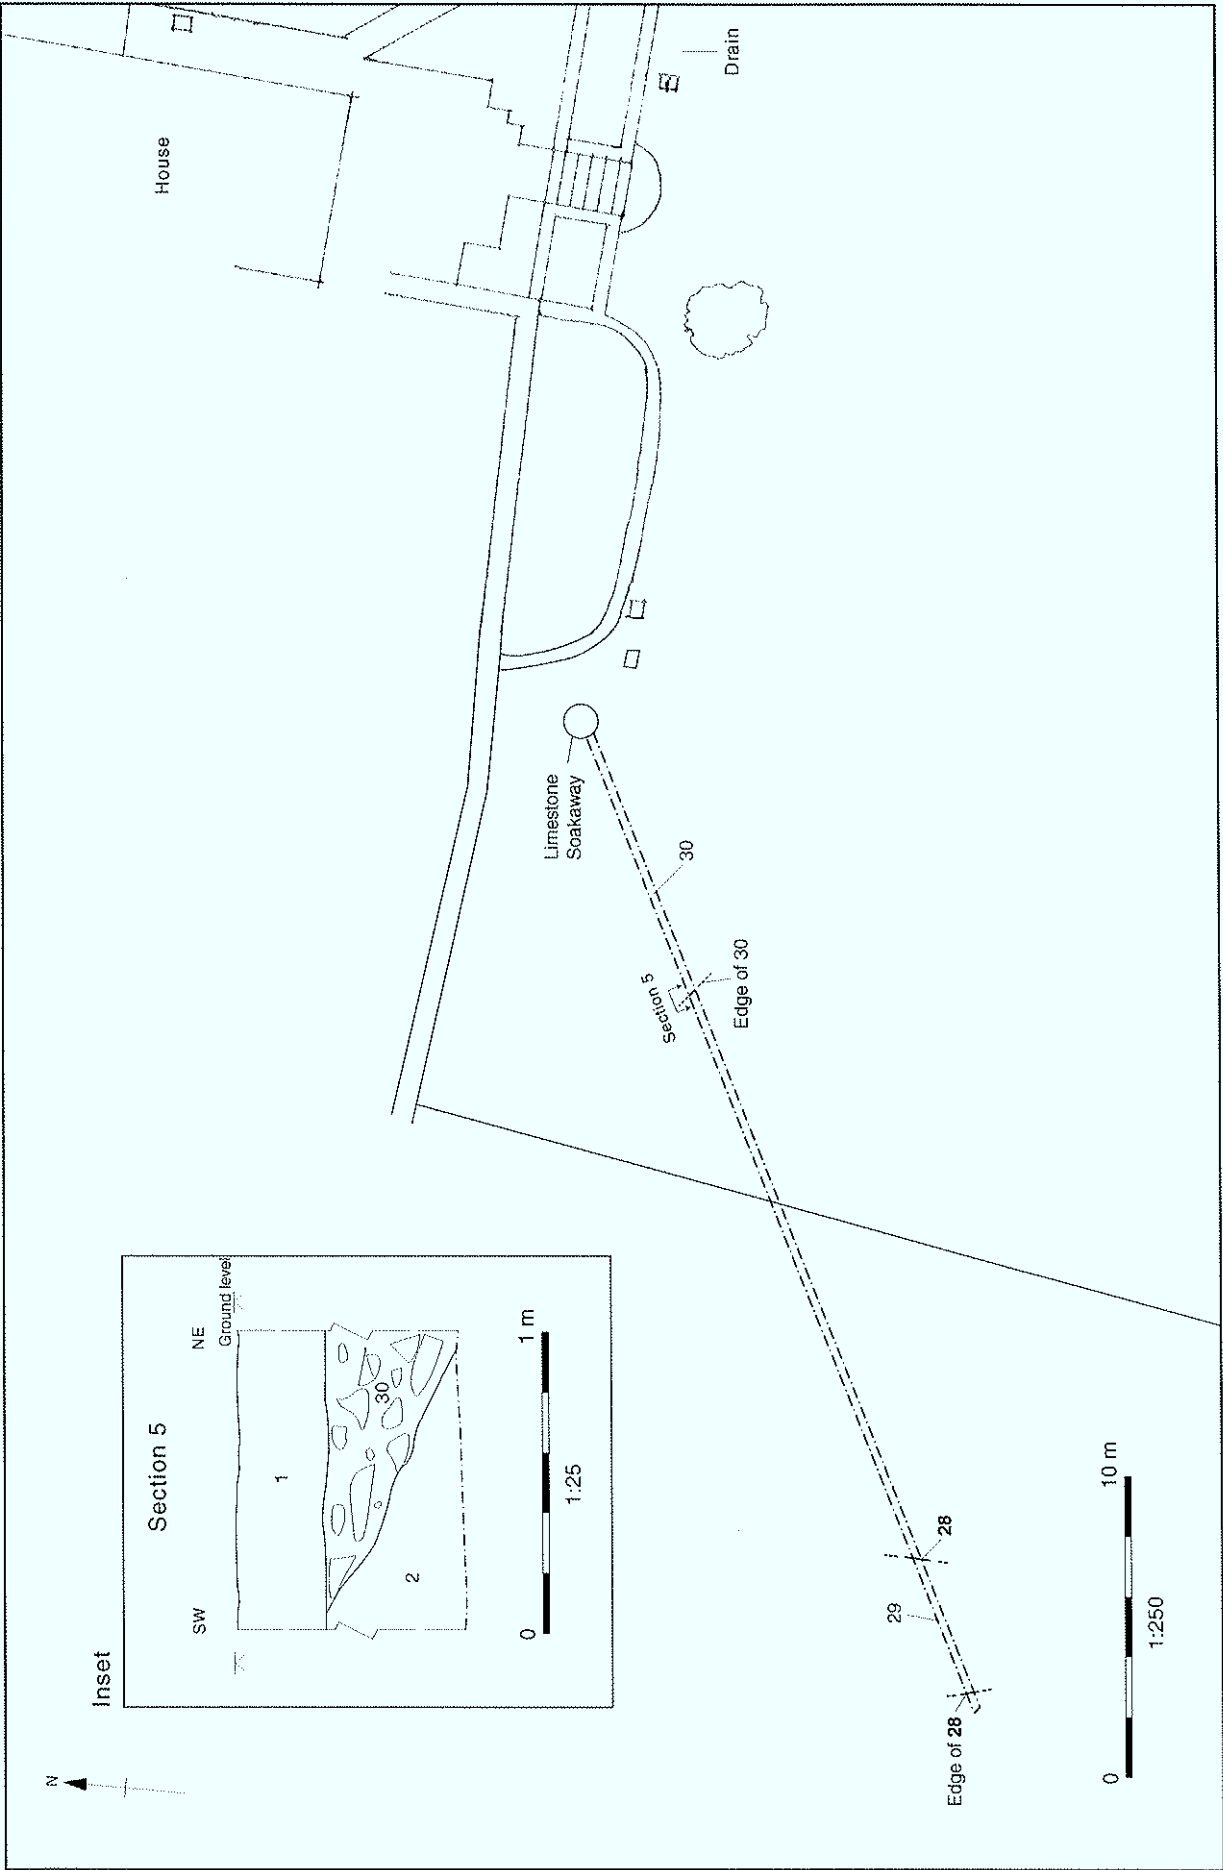 N
Inset
Section 5
SW
NE
Ground level
1
30
2
0
1 m
1:25
House
Drain
Limestone
Soakaway
30
Section 5
Edge of 30
28
29
Edge of 28
0
10 m
1:250